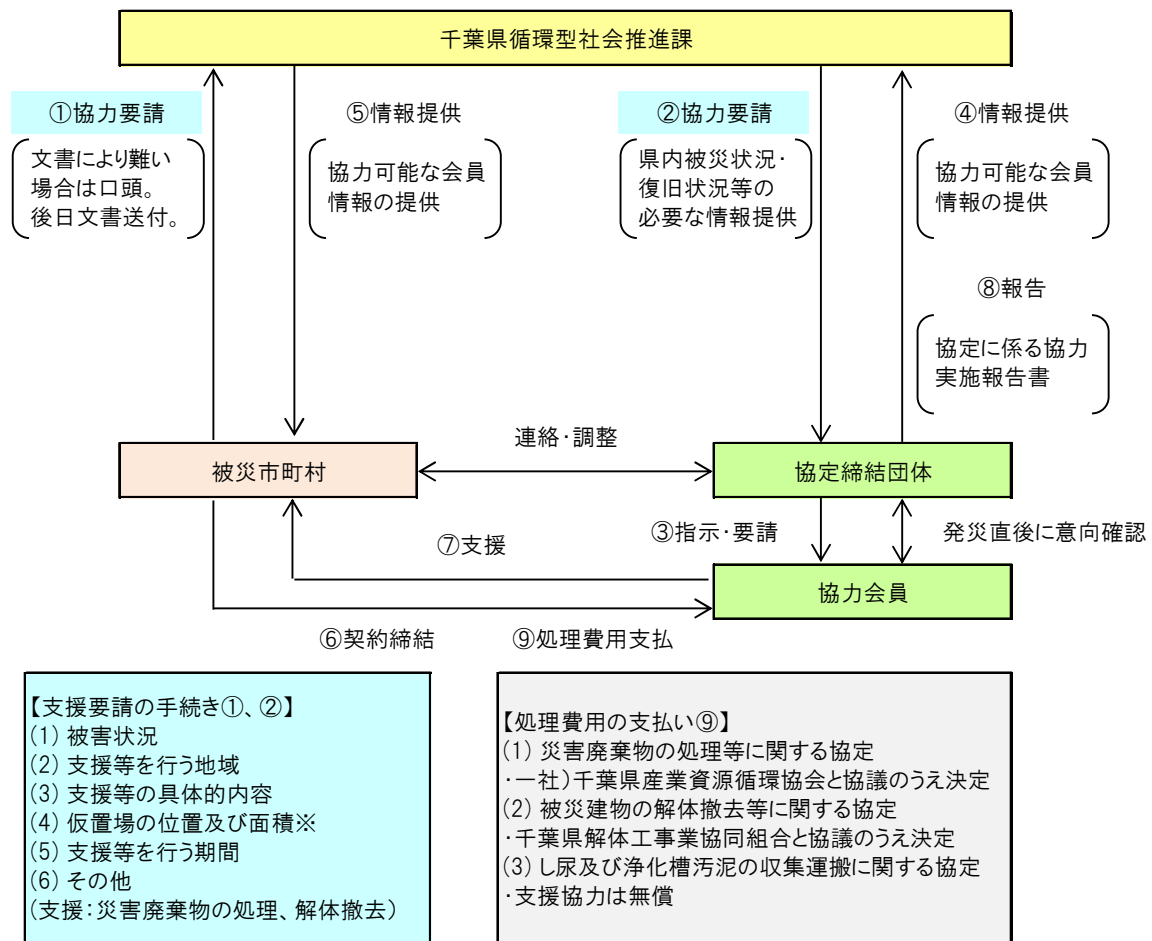 千葉県循環型社会推進課
①協力要請
文書により難い
場合は口頭。
後日文書送付。
⑤情報提供
協力可能な会員
情報の提供
②協力要請
県内被災状況・
復旧状況等の
必要な情報提供
④情報提供
協力可能な会員
情報の提供
⑧報告
協定に係る協力
実施報告書
被災市町村
連絡・調整
協定締結団体
⑦支援
③指示・要請
発災直後に意向確認
協力会員
⑥契約締結
⑨処理費用支払
【支援要請の手続き①、②】
(1) 被害状況
(2) 支援等を行う地域
(3) 支援等の具体的内容
(4) 仮置場の位置及び面積※
(5) 支援等を行う期間
(6) その他
(支援：災害廃棄物の処理、解体撤去)
【処理費用の支払い⑨】
(1) 災害廃棄物の処理等に関する協定
・一社）千葉県産業資源循環協会と協議のうえ決定
(2) 被災建物の解体撤去等に関する協定
・千葉県解体工事業協同組合と協議のうえ決定
(3) し尿及び浄化槽汚泥の収集運搬に関する協定
・支援協力は無償